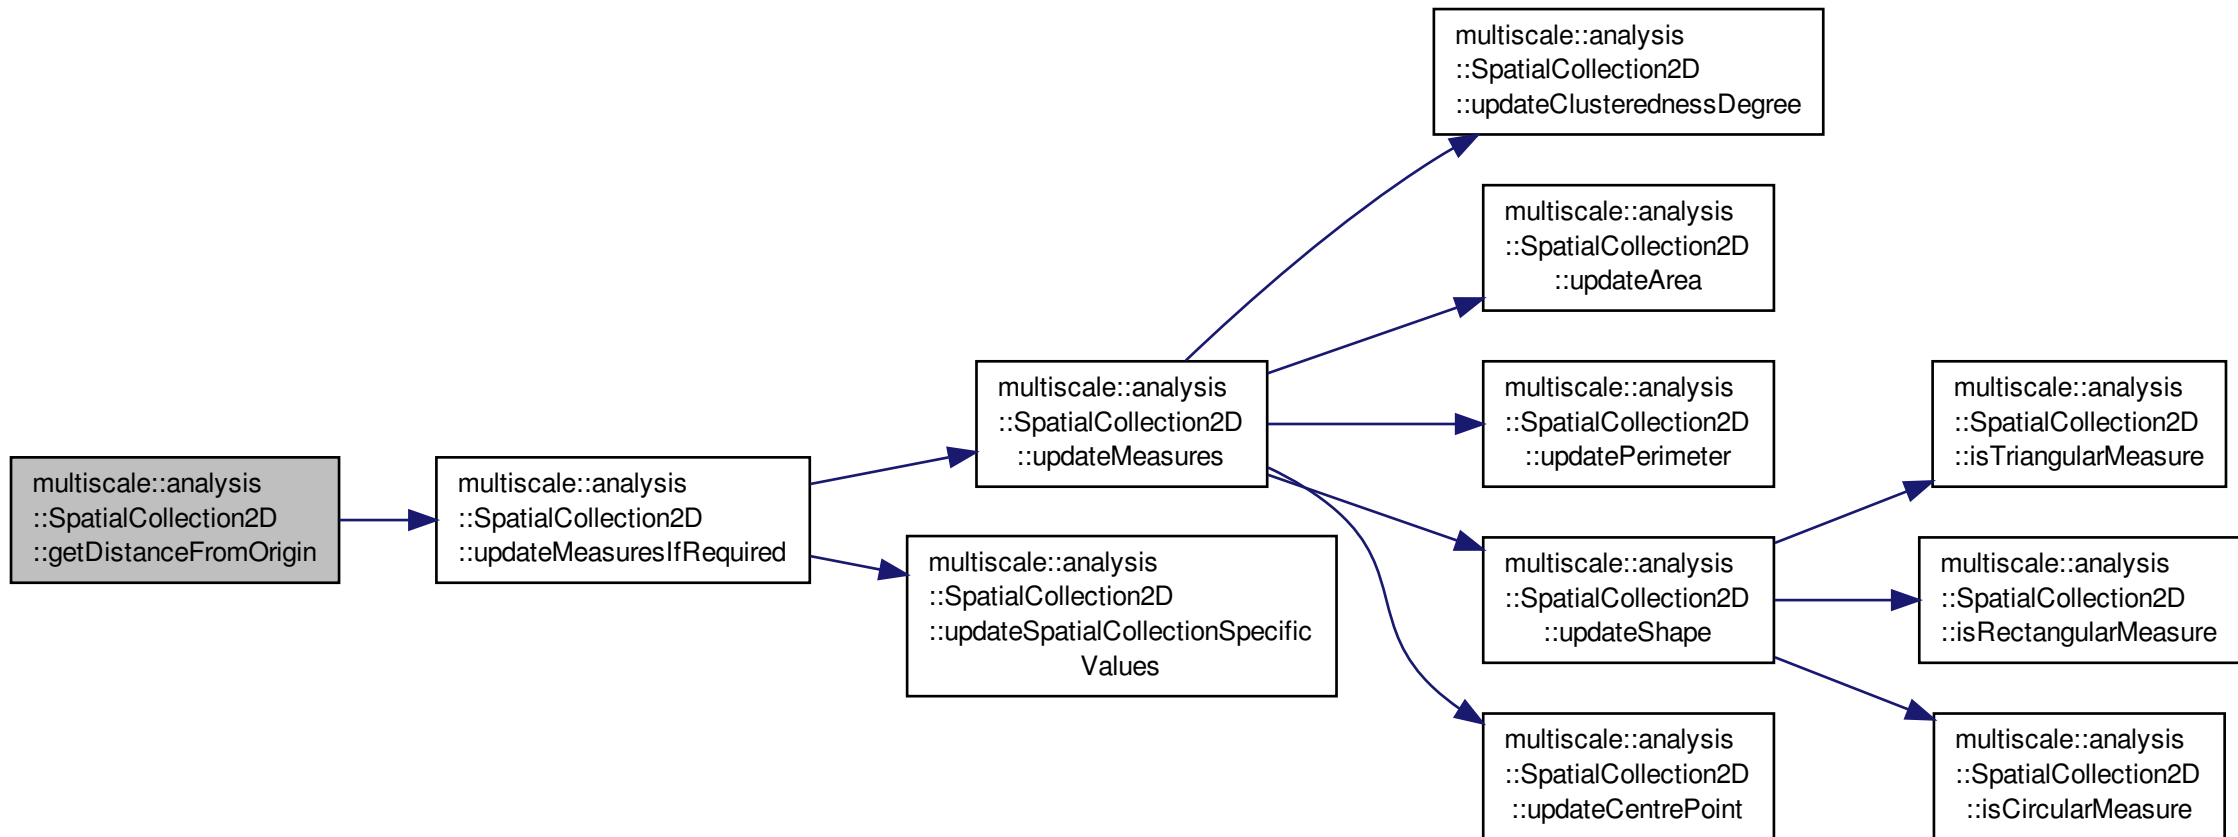 multiscale::analysis
::SpatialCollection2D
::getDistanceFromOrigin
multiscale::analysis
::SpatialCollection2D
::updateMeasuresIfRequired
multiscale::analysis
::SpatialCollection2D
::updateMeasures
multiscale::analysis
::SpatialCollection2D
::updateSpatialCollectionSpecific
Values
multiscale::analysis
::SpatialCollection2D
::updateClusterednessDegree
multiscale::analysis
::SpatialCollection2D
::updateArea
multiscale::analysis
::SpatialCollection2D
::updatePerimeter
multiscale::analysis
::SpatialCollection2D
::updateShape
multiscale::analysis
::SpatialCollection2D
::updateCentrePoint
multiscale::analysis
::SpatialCollection2D
::isTriangularMeasure
multiscale::analysis
::SpatialCollection2D
::isRectangularMeasure
multiscale::analysis
::SpatialCollection2D
::isCircularMeasure